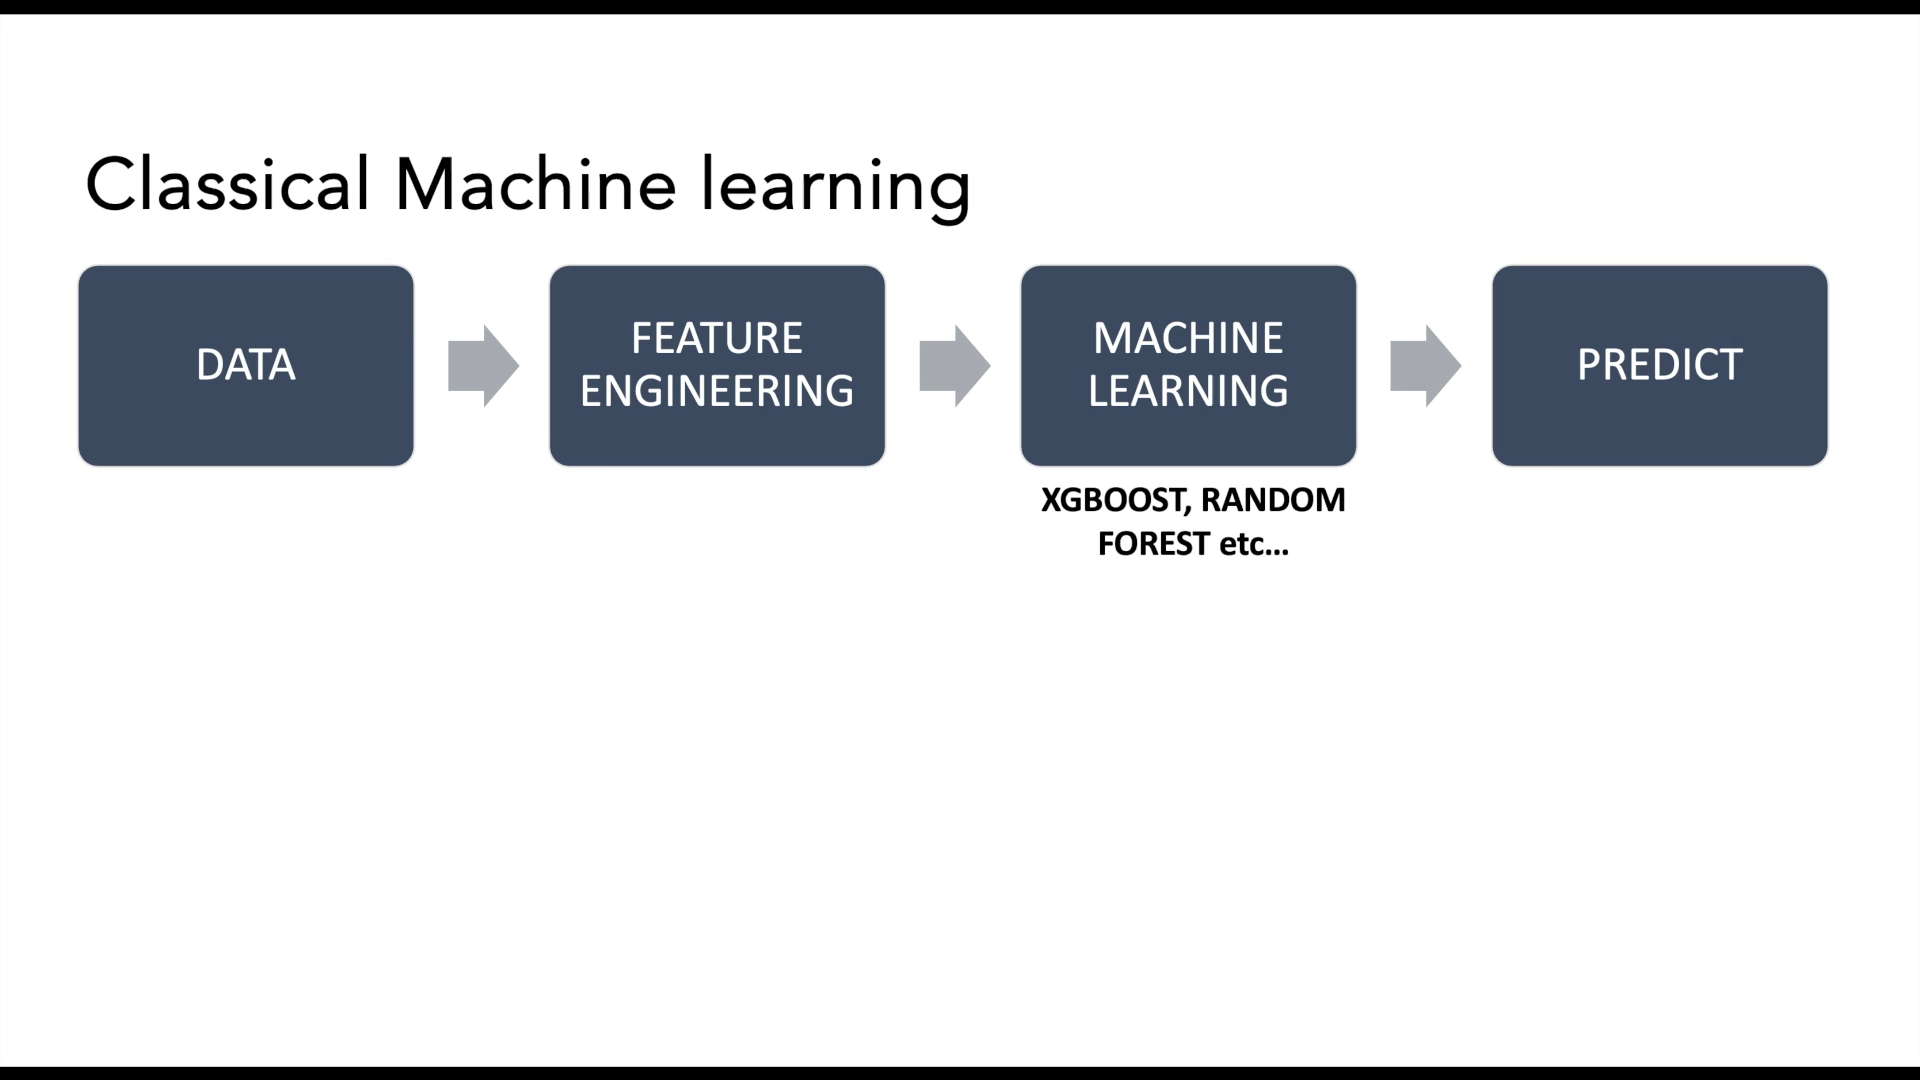 Classical Machine learning
DATA
FEATURE
ENGINEERING
MACHINE
LEARNING
PREDICT
XGBOOST, RANDOM
FOREST etc...